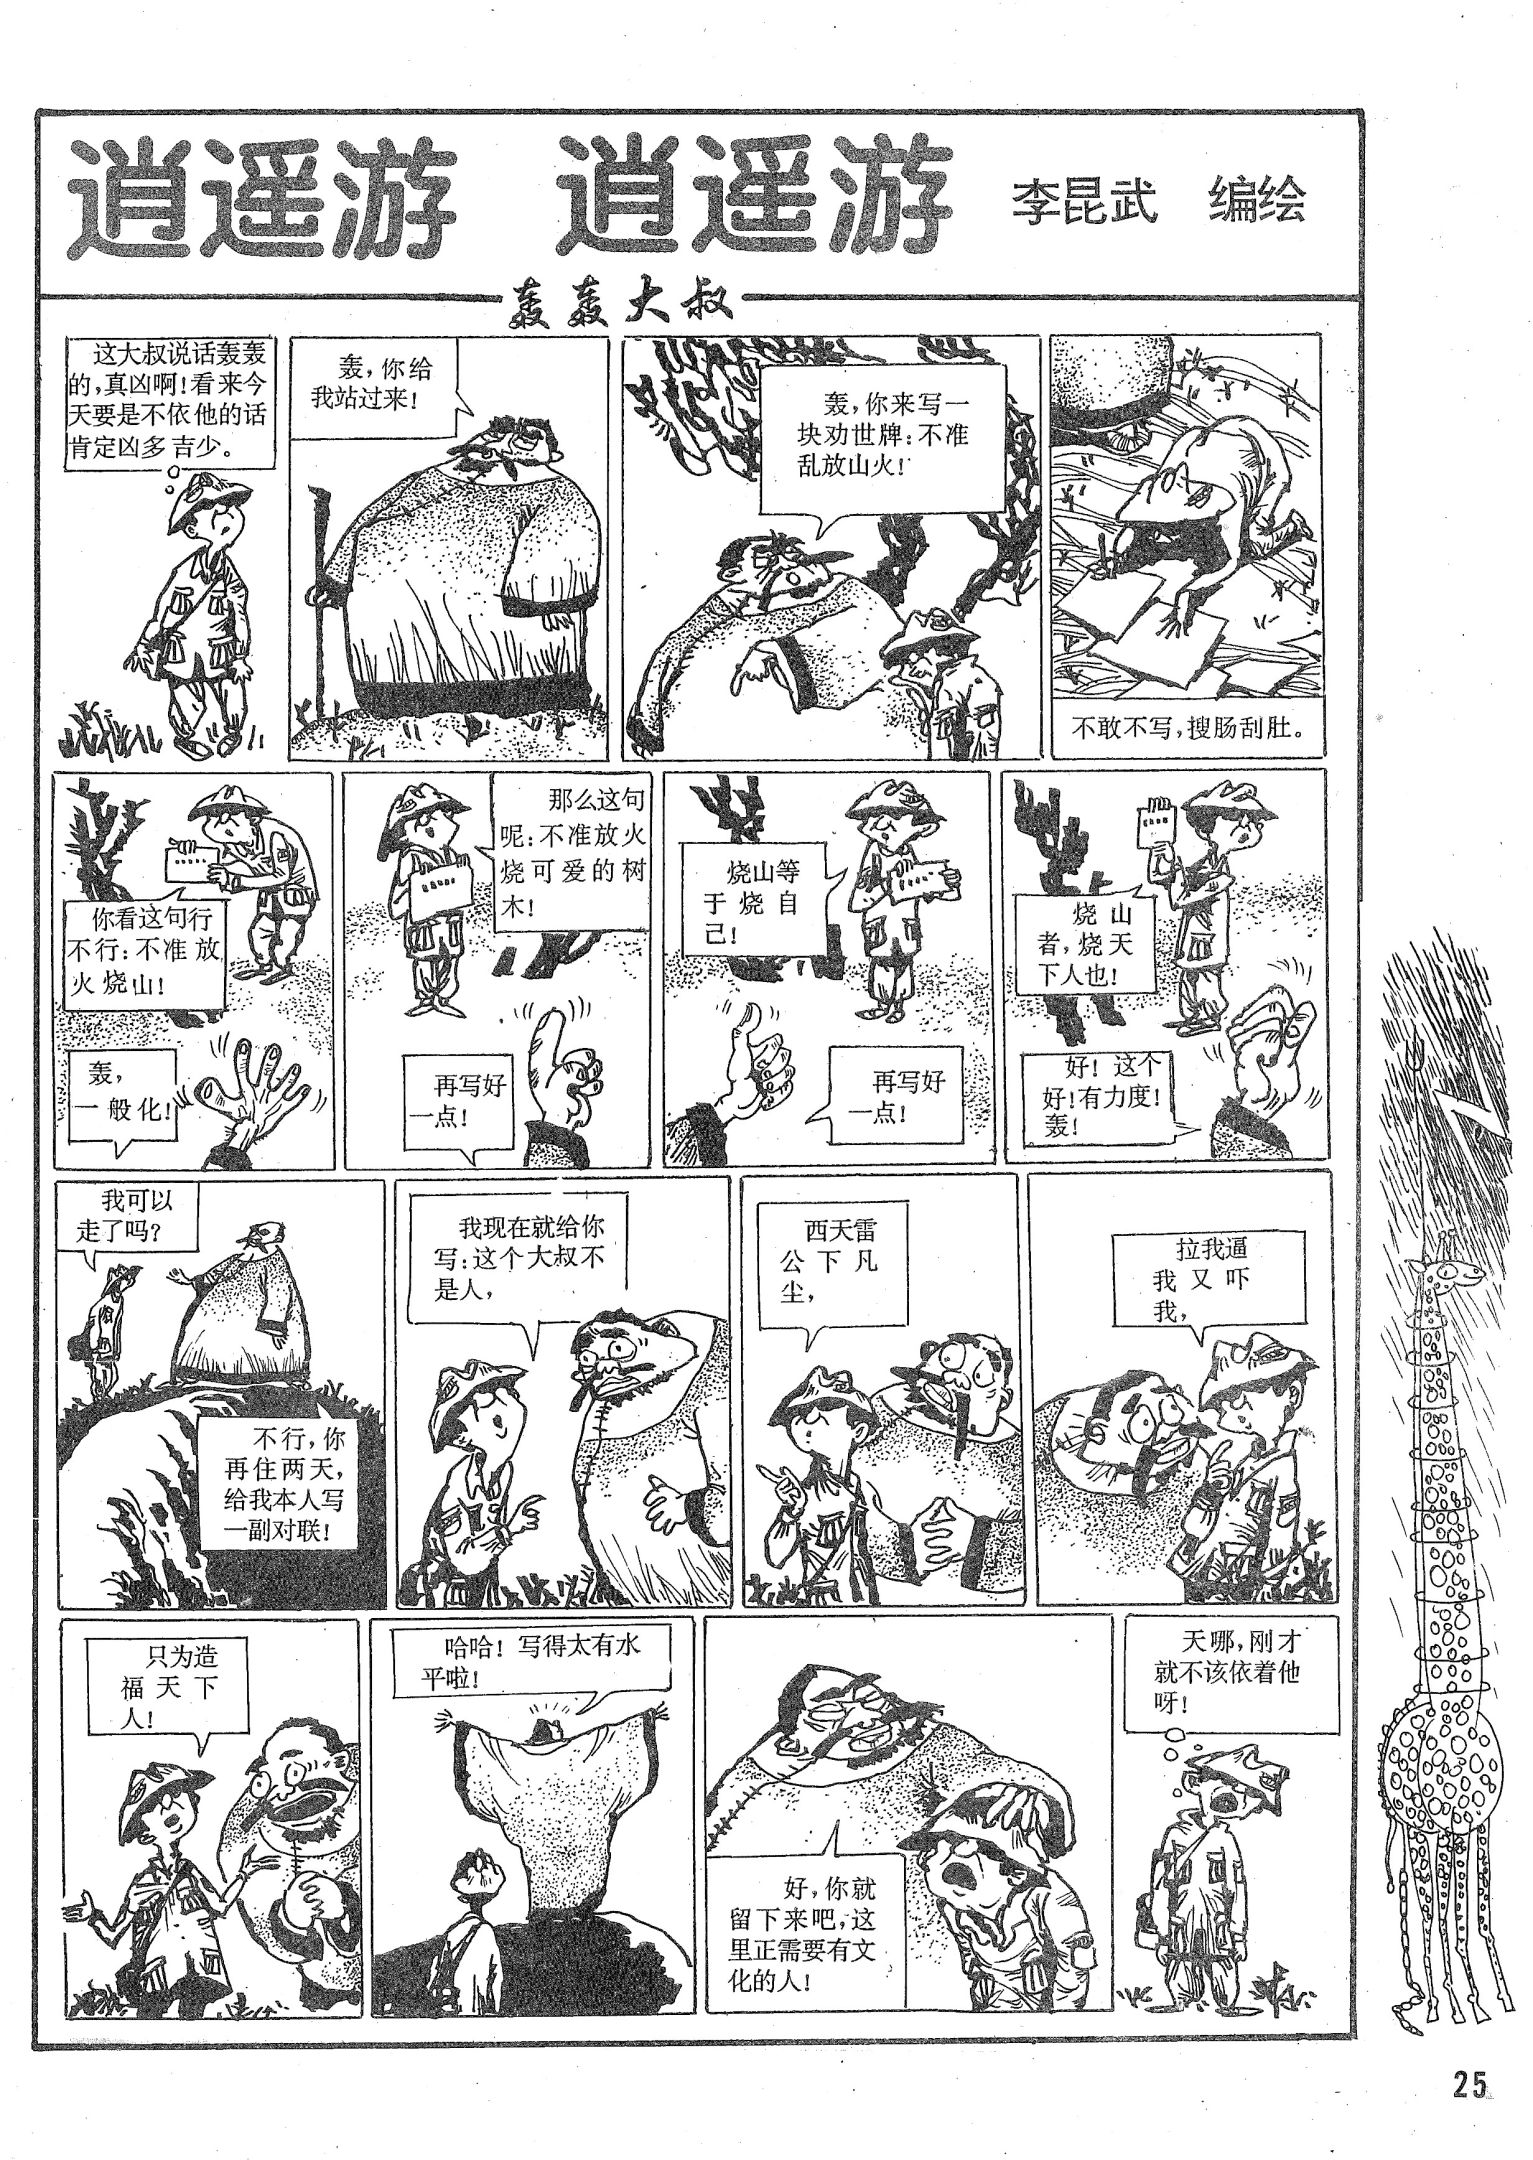 逍遥游 逍遥游 李昆武 编绘
轰轰大叔
这大叔说话轰轰
的，真凶啊！看来今
天要是不依他的话
肯定凶多吉少。
轰，你给
我站过来！
轰，你来写一
块劝世牌：不准
乱放山火！
不敢不写，搜肠刮肚。
你看这句行
不行：不准放
火烧山！
轰，
一般化！
那么这句
呢：不准放火
烧可爱的树
木！
再写好
一点！
烧山等
于烧自
己！
再写好
一点！
烧山
者，烧天
下人也！
好！这个
好！有力度！
轰！
我可以
走了吗？
不行，你
再住两天，
给我本人写
一副对联！
我现在就给你
写：这个大叔不
是人，
西天雷
公下凡
尘，
拉我逼
我又吓
我，
只为造
福天下
人！
哈哈！写得太有水
平啦！
好，你就
留下来吧，这
里正需要有文
化的人！
天哪，刚才
就不该依着他
呀！
25